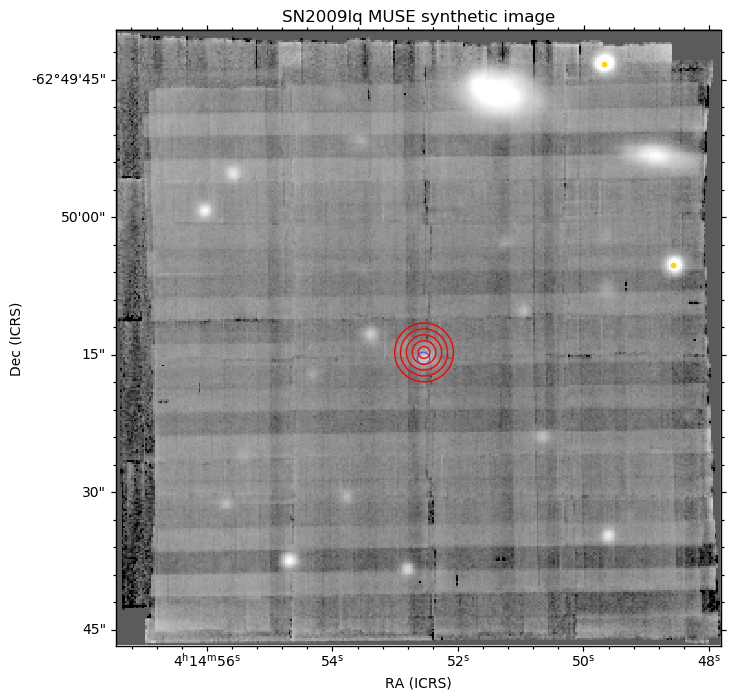 SN2009lq MUSE synthetic image
-62°49'45"
50'00"
15"
30"
45"
Dec (ICRS)
4ʰ14ᵐ56ˢ 54ˢ 52ˢ 50ˢ 48ˢ
RA (ICRS)